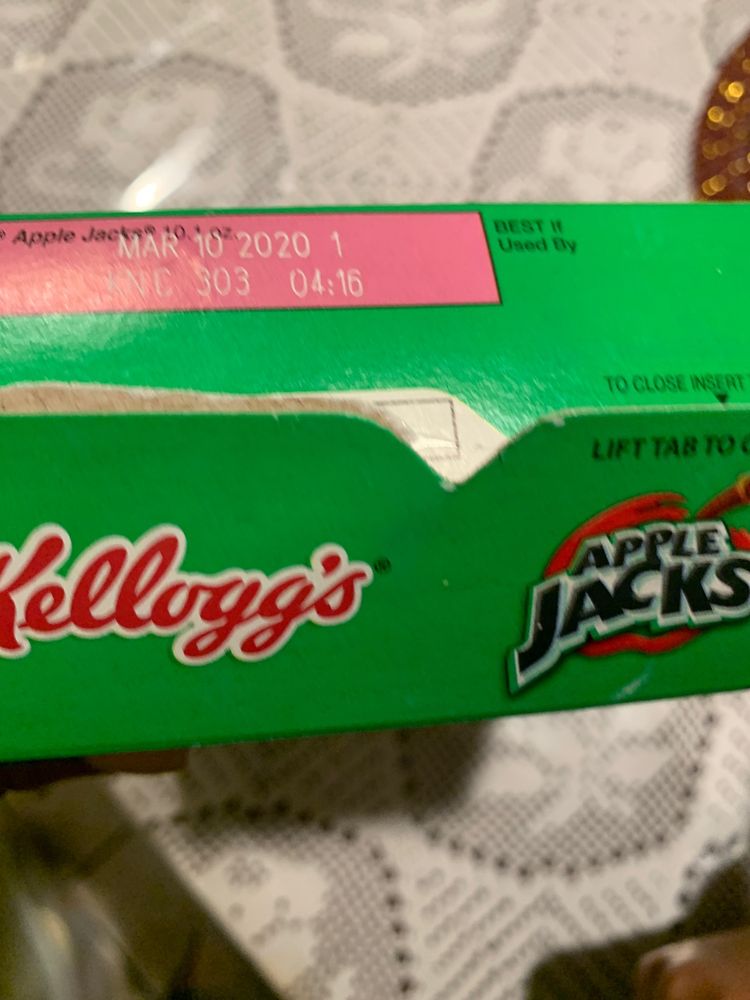 ® Apple Jacks® 10.1 oz.
MAR 10 2020 1
KNC 303 04:16
BEST If
Used By
TO CLOSE INSERT
LIFT TAB TO
Kellogg's®
APPLE
JACKS